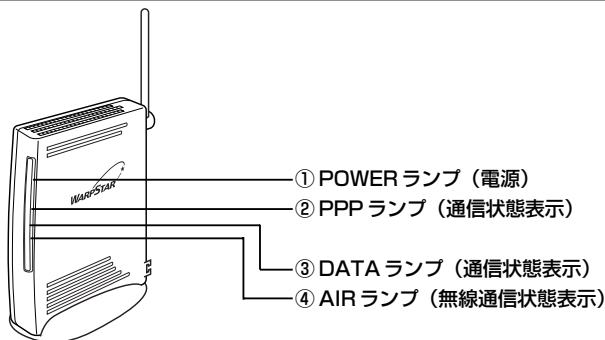 WARPSTAR
① POWER ランプ（電源）
② PPP ランプ（通信状態表示）
③ DATA ランプ（通信状態表示）
④ AIR ランプ（無線通信状態表示）